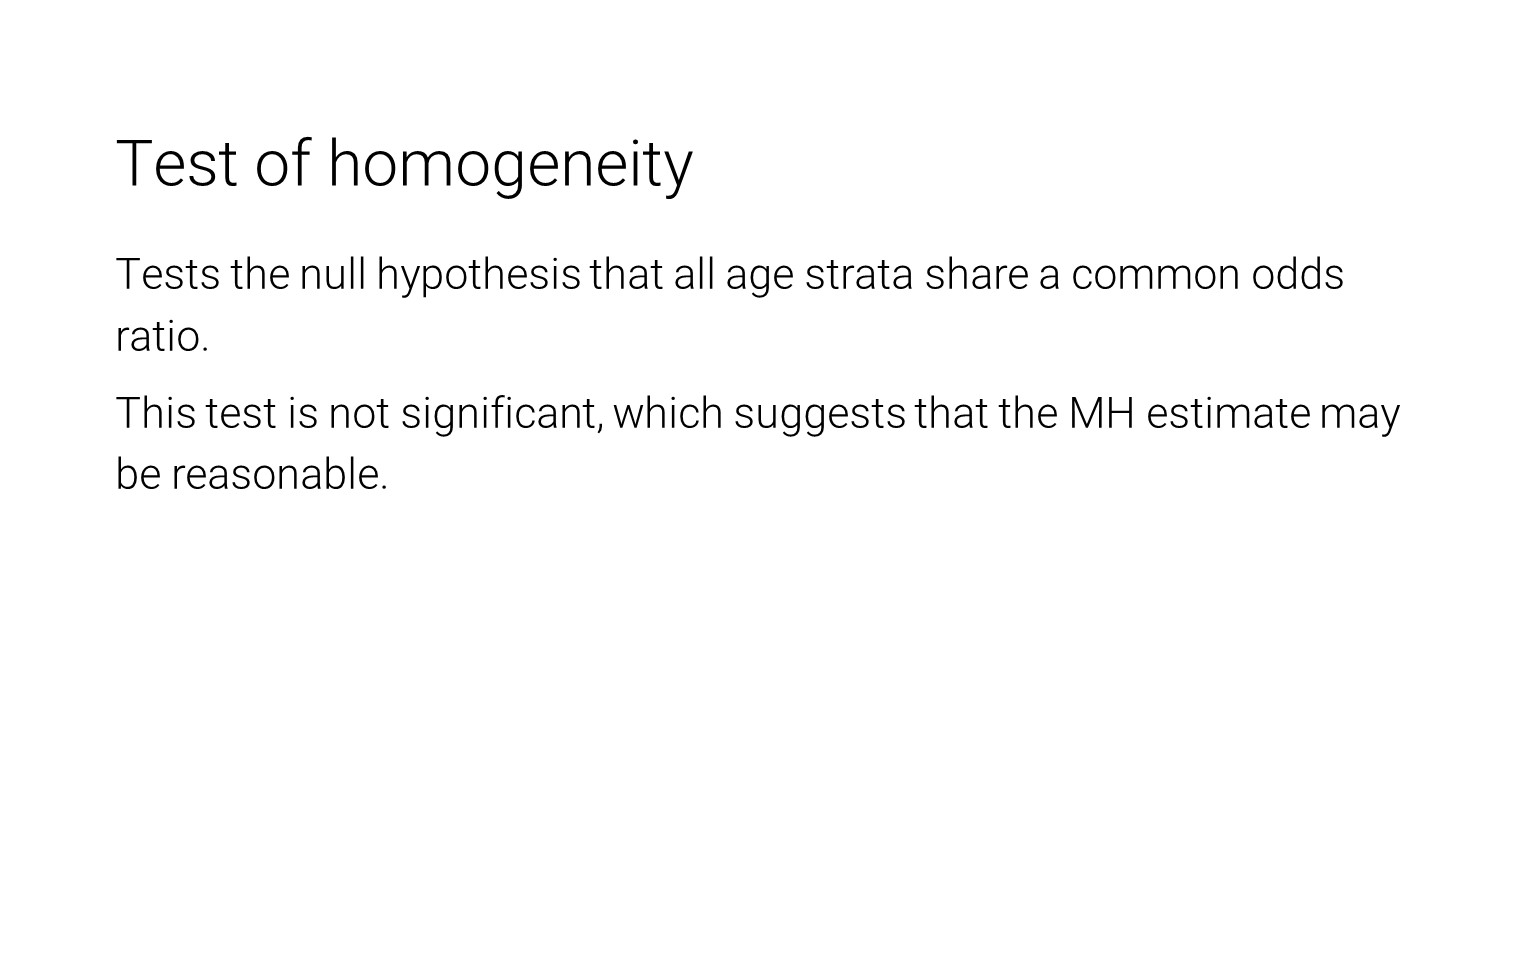 Test of homogeneity
Tests the null hypothesis that all age strata share a common odds
ratio.
This test is not significant, which suggests that the MH estimate may
be reasonable.